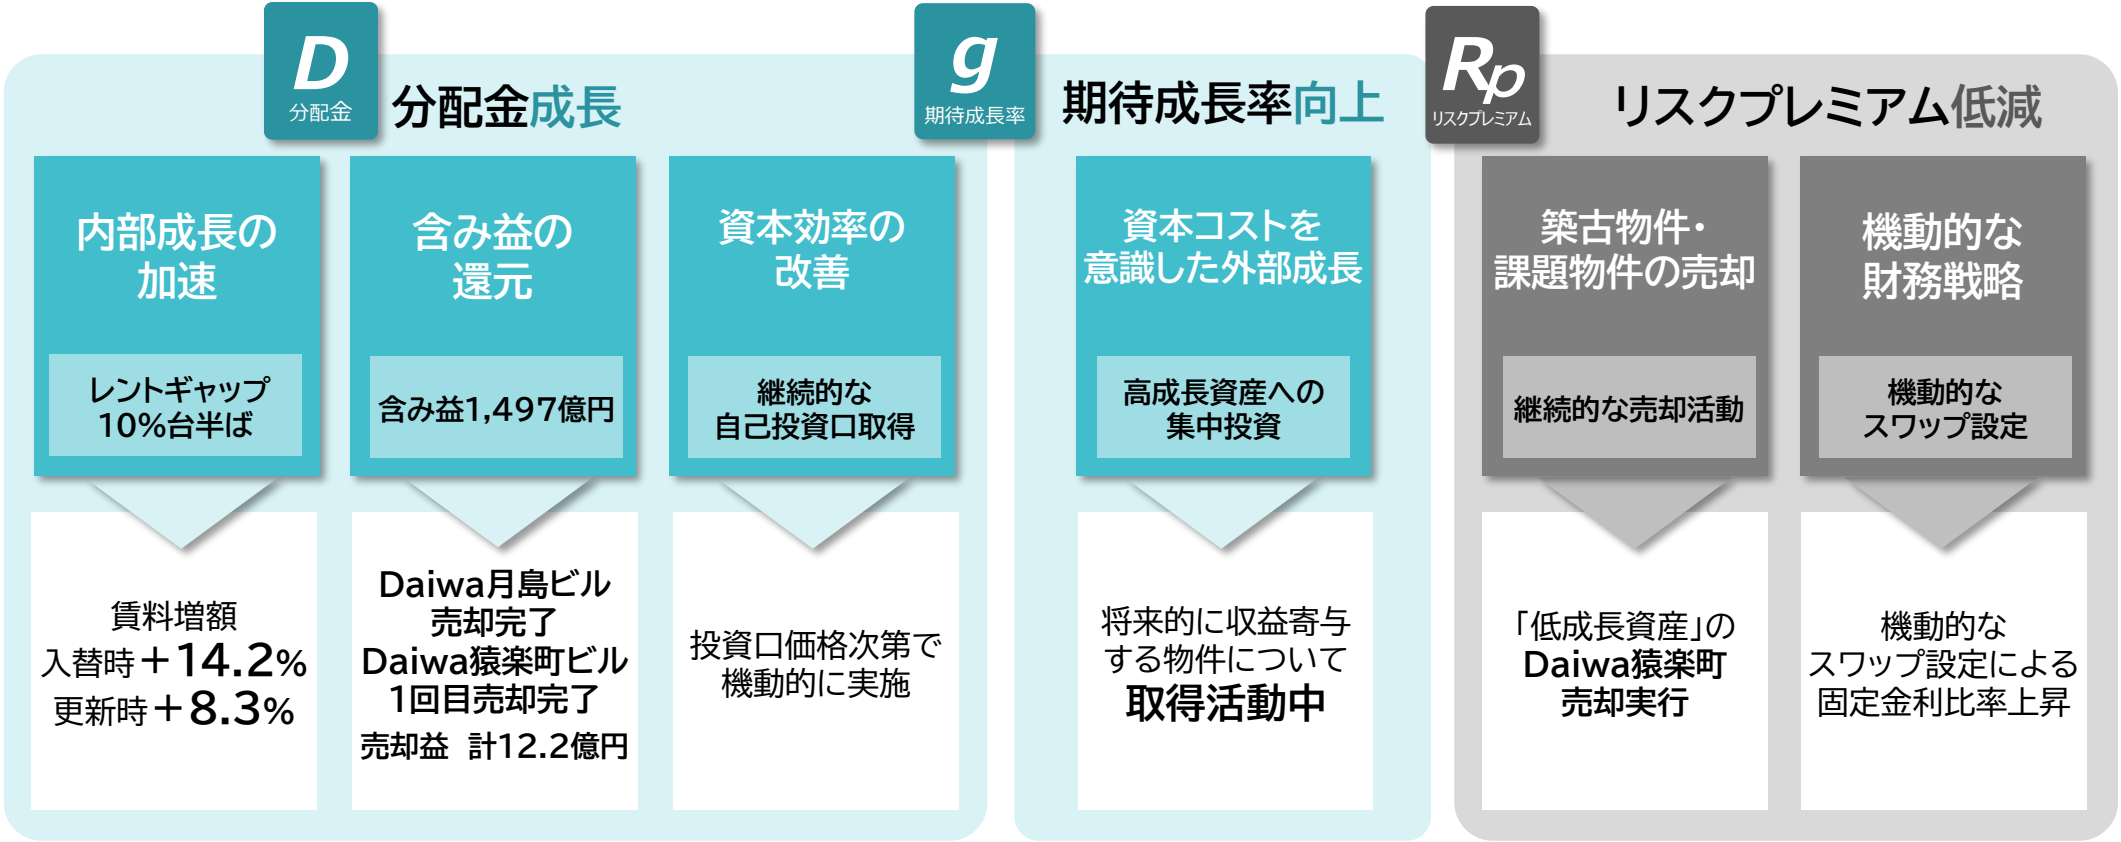 D
分配金
分配金成長
内部成長の
加速
レントギャップ
10%台半ば
賃料増額
入替時＋14.2%
更新時＋8.3%
含み益の
還元
含み益1,497億円
Daiwa月島ビル
売却完了
Daiwa猿楽町ビル
1回目売却完了
売却益 計12.2億円
資本効率の
改善
継続的な
自己投資口取得
投資口価格次第で
機動的に実施
g
期待成長率
期待成長率向上
資本コストを
意識した外部成長
高成長資産への
集中投資
将来的に収益寄与
する物件について
取得活動中
Rp
リスクプレミアム
リスクプレミアム低減
築古物件・
課題物件の売却
継続的な売却活動
「低成長資産」の
Daiwa猿楽町
売却実行
機動的な
財務戦略
機動的な
スワップ設定
機動的な
スワップ設定による
固定金利比率上昇